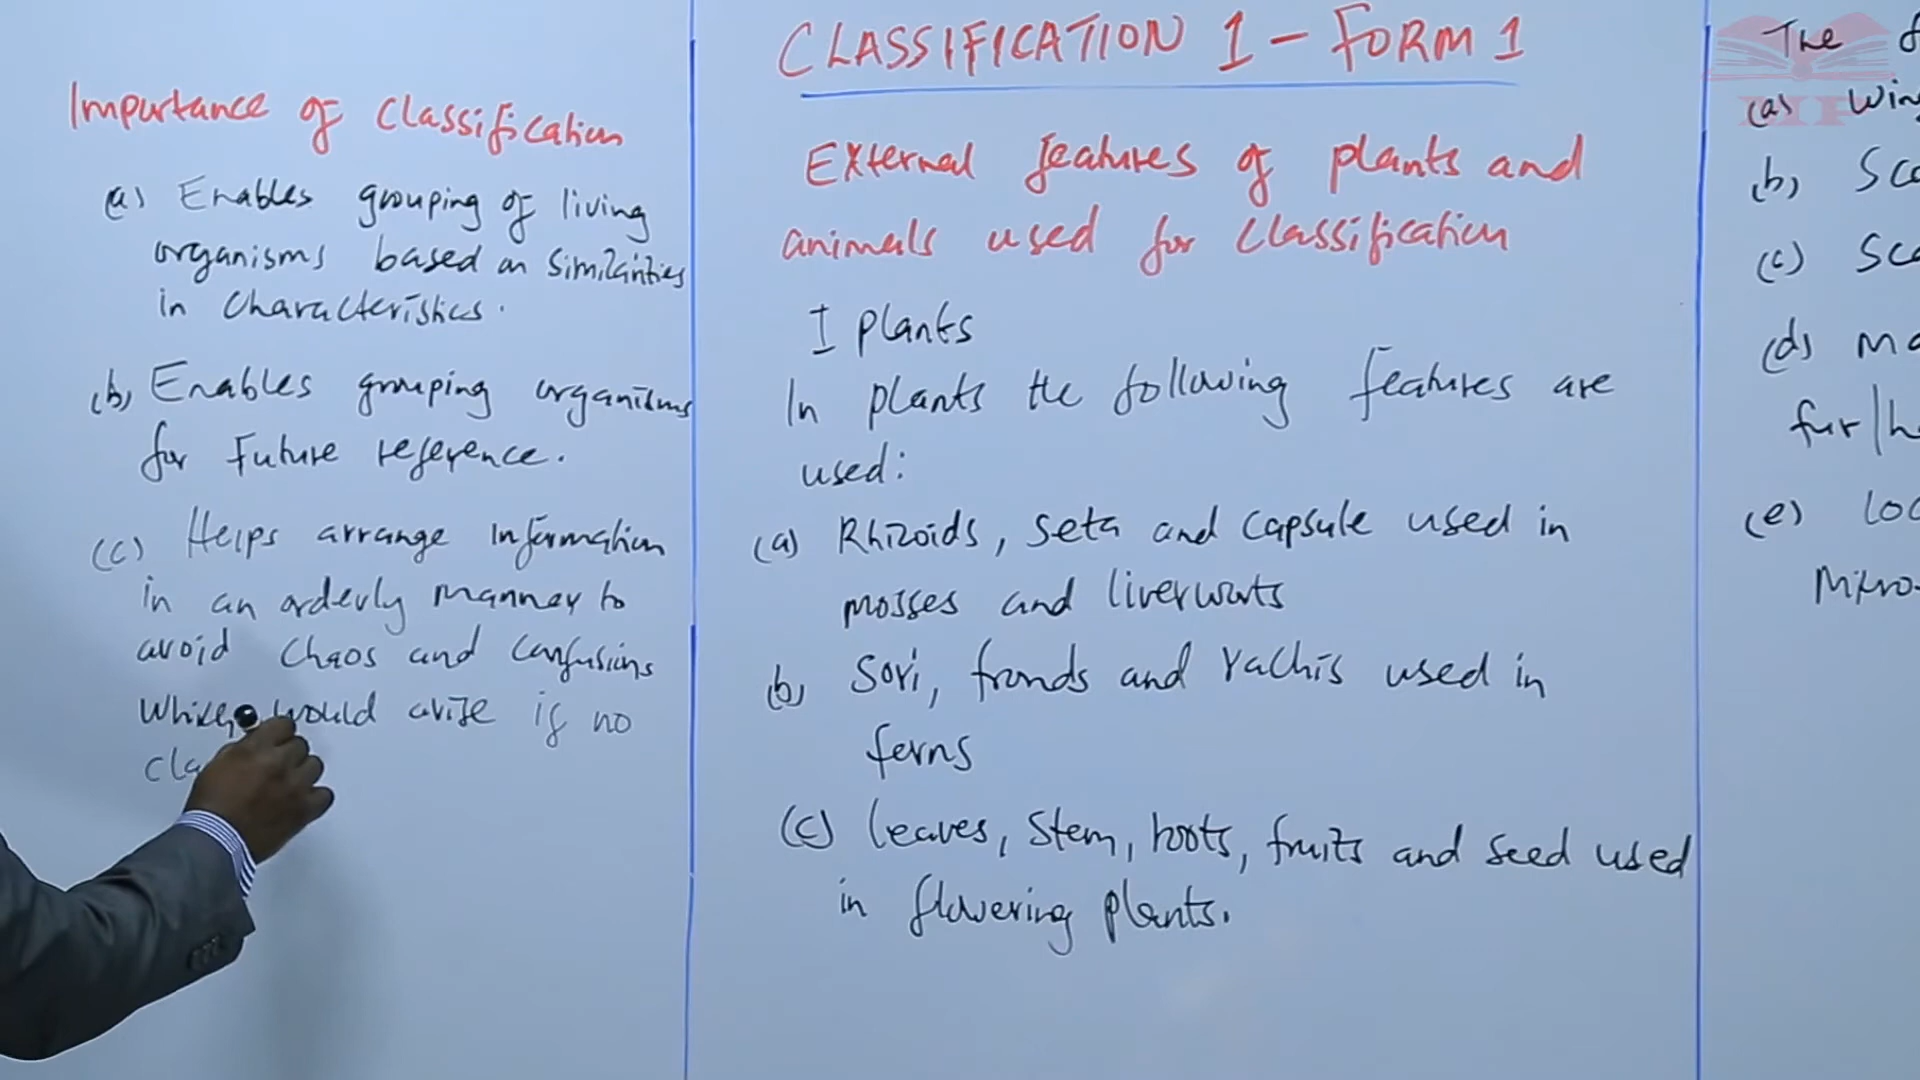 CLASSIFICATION 1 - FORM 1
Importance of Classification
(a) Enables grouping of living
organisms based on similarities
in characteristics.
(b) Enables grouping organisms
for future reference.
(c) Helps arrange information
in an orderly manner to
avoid chaos and confusions
which would arise if no
External features of plants and
animals used for classification
I plants
In plants the following features are
used:
(a) Rhizoids, seta and capsule used in
mosses and liverworts
(b) Sori, fronds and rachis used in
ferns
(c) leaves, stem, roots, fruits and seed used
in flowering plants.
The
(a)
(b)
(c)
(d)
fur/h
(e)
Micro-